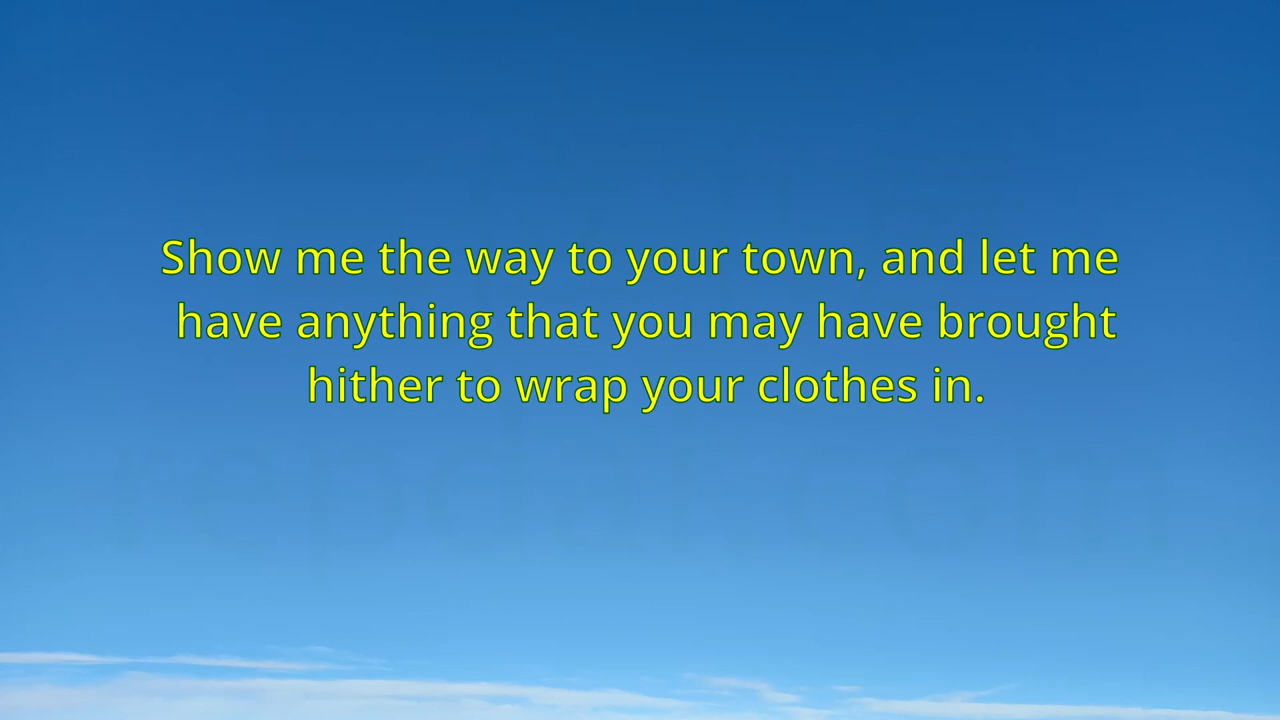 Show me the way to your town, and let me
have anything that you may have brought
hither to wrap your clothes in.